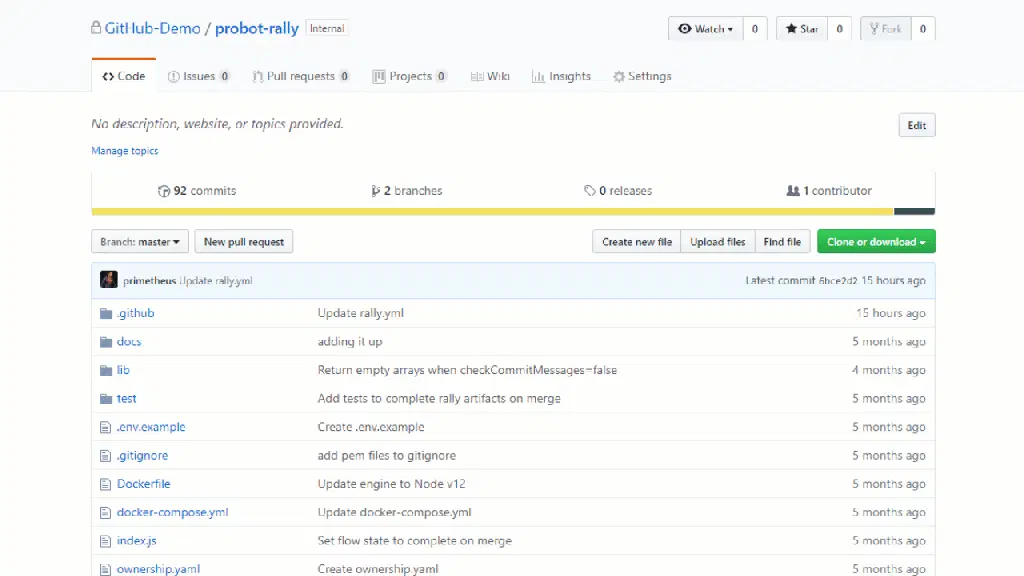 GitHub-Demo / probot-rally Internal Watch 0 Star 0 Fork 0
Code Issues 0 Pull requests 0 Projects 0 Wiki Insights Settings
No description, website, or topics provided. Edit
Manage topics
92 commits 2 branches 0 releases 1 contributor
Branch: master New pull request Create new file Upload files Find file Clone or download
primetheus Update rally.yml Latest commit 6bce2d2 15 hours ago
.github Update rally.yml 15 hours ago
docs adding it up 5 months ago
lib Return empty arrays when checkCommitMessages=false 4 months ago
test Add tests to complete rally artifacts on merge 5 months ago
.env.example Create .env.example 5 months ago
.gitignore add pem files to gitignore 5 months ago
Dockerfile Update engine to Node v12 5 months ago
docker-compose.yml Update docker-compose.yml 5 months ago
index.js Set flow state to complete on merge 5 months ago
ownership.yaml Create ownership.yaml 5 months ago